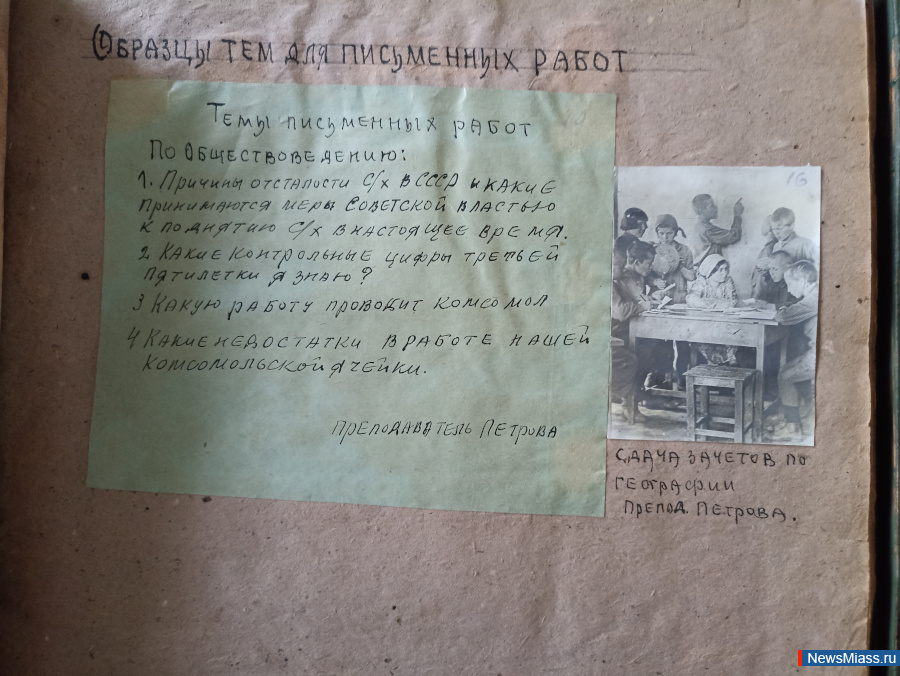 Образцы тем для письменных работ
Темы письменных работ
По обществоведению:
1. Причины отсталости с/х в СССР и какие
принимаются меры Советской властью
к поднятию с/х в настоящее время.
2. Какие контрольные цифры третьей
пятилетки я знаю?
3 Какую работу проводит комсомол
4 Какие недостатки в работе нашей
комсомольской ячейки.
Преподаватель Петрова
16
Сдача зачетов по
географии
препод. Петрова.
NewsMiass.ru